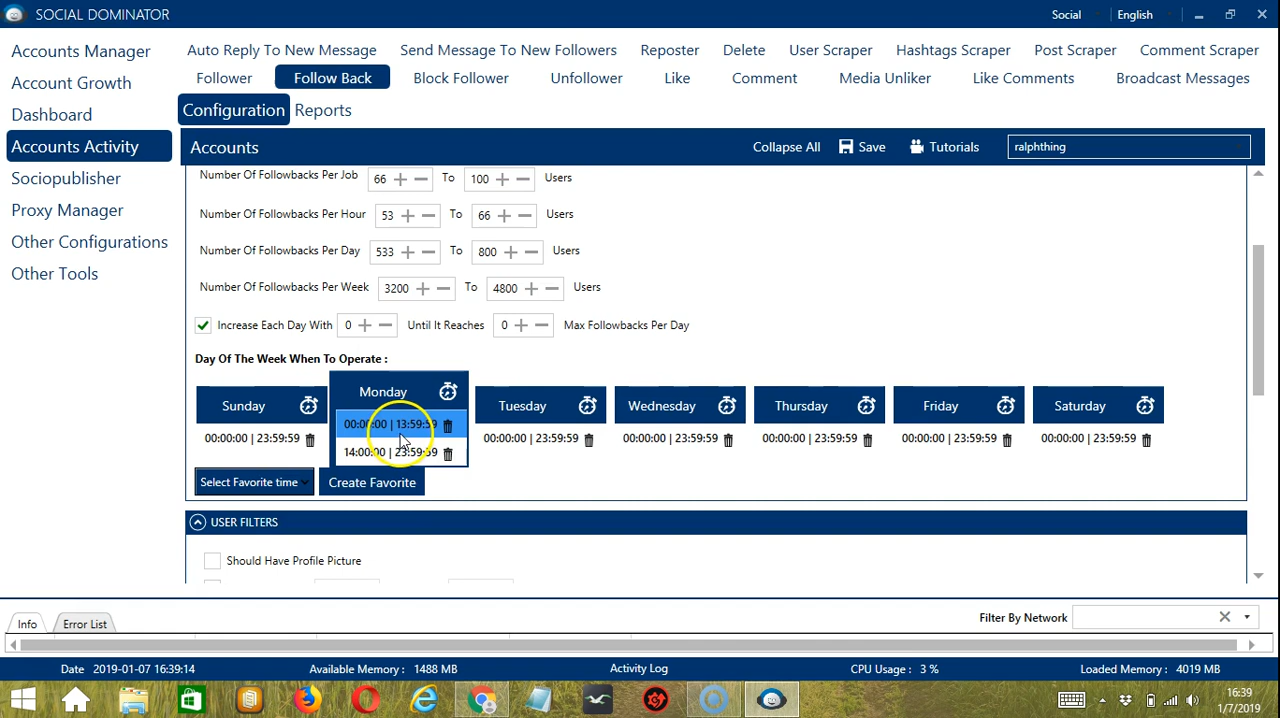 SOCIAL DOMINATOR
Social English
Accounts Manager
Account Growth
Dashboard
Accounts Activity
Sociopublisher
Proxy Manager
Other Configurations
Other Tools
Auto Reply To New Message Send Message To New Followers Reposter Delete User Scraper Hashtags Scraper Post Scraper Comment Scraper
Follower Follow Back Block Follower Unfollower Like Comment Media Unliker Like Comments Broadcast Messages
Configuration Reports
Accounts Collapse All Save Tutorials ralphthing
Number Of Followbacks Per Job 66 To 100 Users
Number Of Followbacks Per Hour 53 To 66 Users
Number Of Followbacks Per Day 533 To 800 Users
Number Of Followbacks Per Week 3200 To 4800 Users
Increase Each Day With 0 Until It Reaches 0 Max Followbacks Per Day
Day Of The Week When To Operate :
Sunday Monday Tuesday Wednesday Thursday Friday Saturday
00:00:00 | 13:59:59
00:00:00 | 23:59:59 00:00:00 | 23:59:59 00:00:00 | 23:59:59 00:00:00 | 23:59:59 00:00:00 | 23:59:59 00:00:00 | 23:59:59
14:00:00 | 23:59:59
Select Favorite time Create Favorite
USER FILTERS
Should Have Profile Picture
Info Error List Filter By Network
Date 2019-01-07 16:39:14 Available Memory : 1488 MB Activity Log CPU Usage : 3 % Loaded Memory : 4019 MB
16:39
1/7/2019